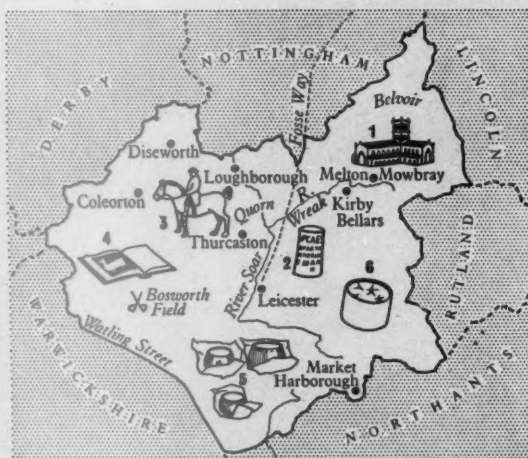 NOTTINGHAM
LINCOLN
DERBY
Fosse Way
Belvoir
1
Diseworth
Loughborough
Melton Mowbray
R. Wreak
Kirby
Bellars
Coleorton
Quorn
3
Thurcaston
4
2
6
RUTLAND
River Soar
Leicester
Bosworth
Field
WARWICKSHIRE
Watling Street
5
Market
Harborough
NORTHANTS